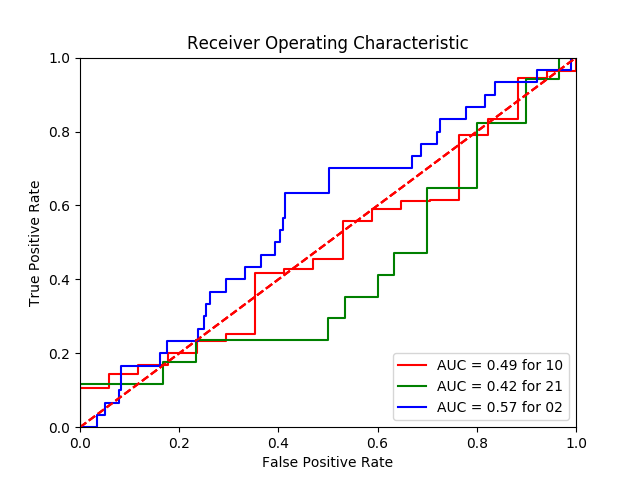 Receiver Operating Characteristic
1.0
0.8
0.6
0.4
0.2
0.0
True Positive Rate
AUC = 0.49 for 10
AUC = 0.42 for 21
AUC = 0.57 for 02
0.0 0.2 0.4 0.6 0.8 1.0
False Positive Rate